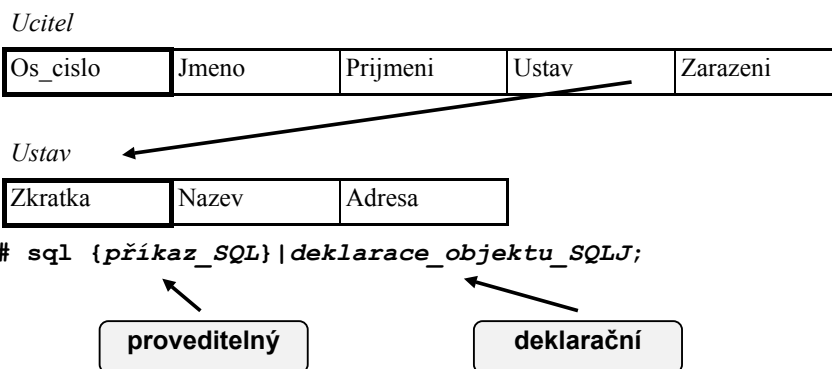 Ucitel
Os_cislo Jmeno Prijmeni Ustav Zarazeni
Ustav
Zkratka Nazev Adresa
# sql {příkaz_SQL}|deklarace_objektu_SQLJ;
proveditelný deklarační